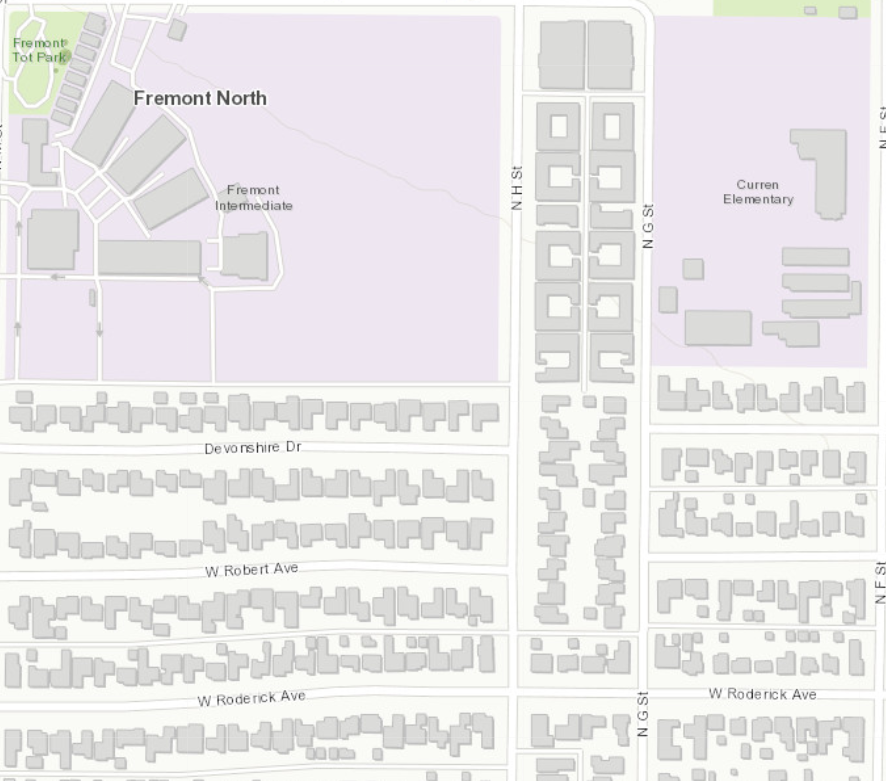 Fremont
Tot Park
Fremont North
Fremont
Intermediate
Curren
Elementary
N H St
N G St
Devonshire Dr
W Robert Ave
N F St
W Roderick Ave
W Roderick Ave
N G St